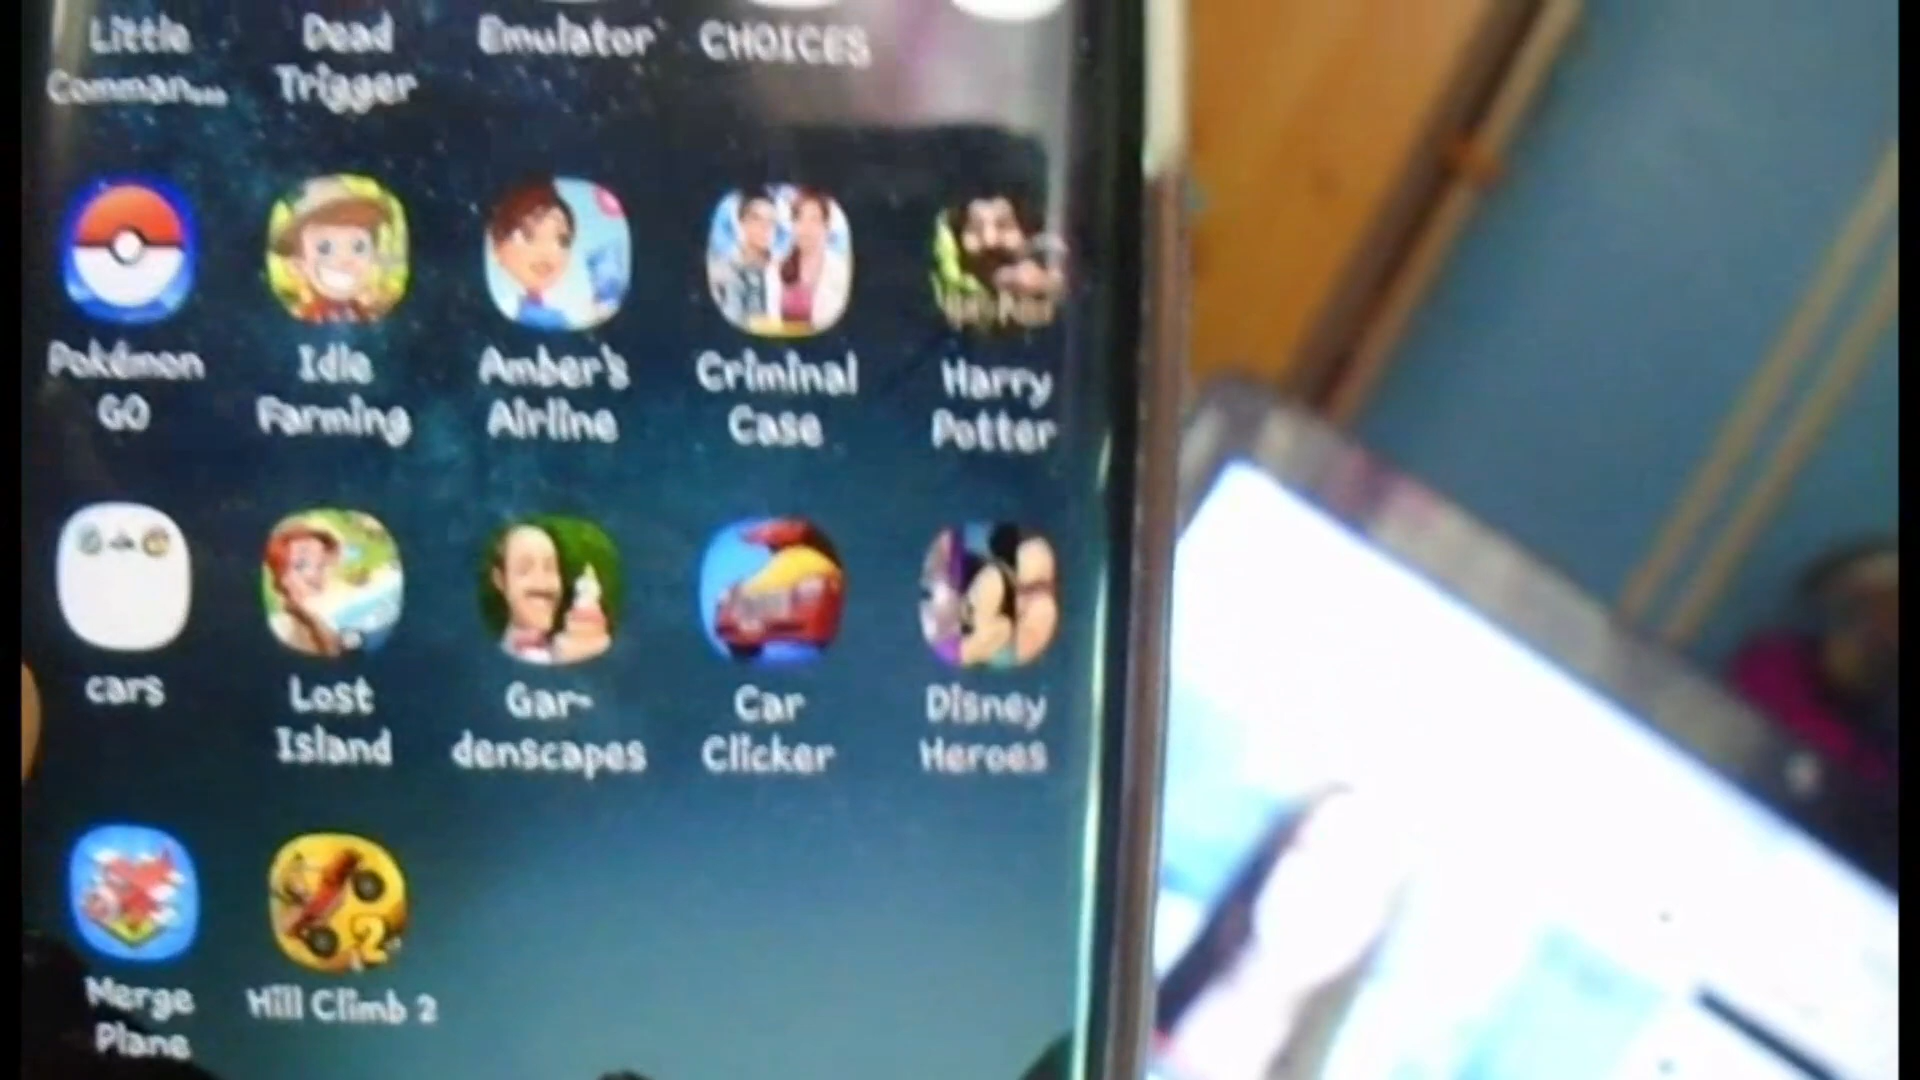 Little Dead Emulator CHOICES
Comman... Trigger
Pokémon Idle Amber's Criminal Harry
GO Farming Airline Case Potter
cars Lost Gar- Car Disney
Island denscapes Clicker Heroes
Merge Hill Climb 2
Plane
2